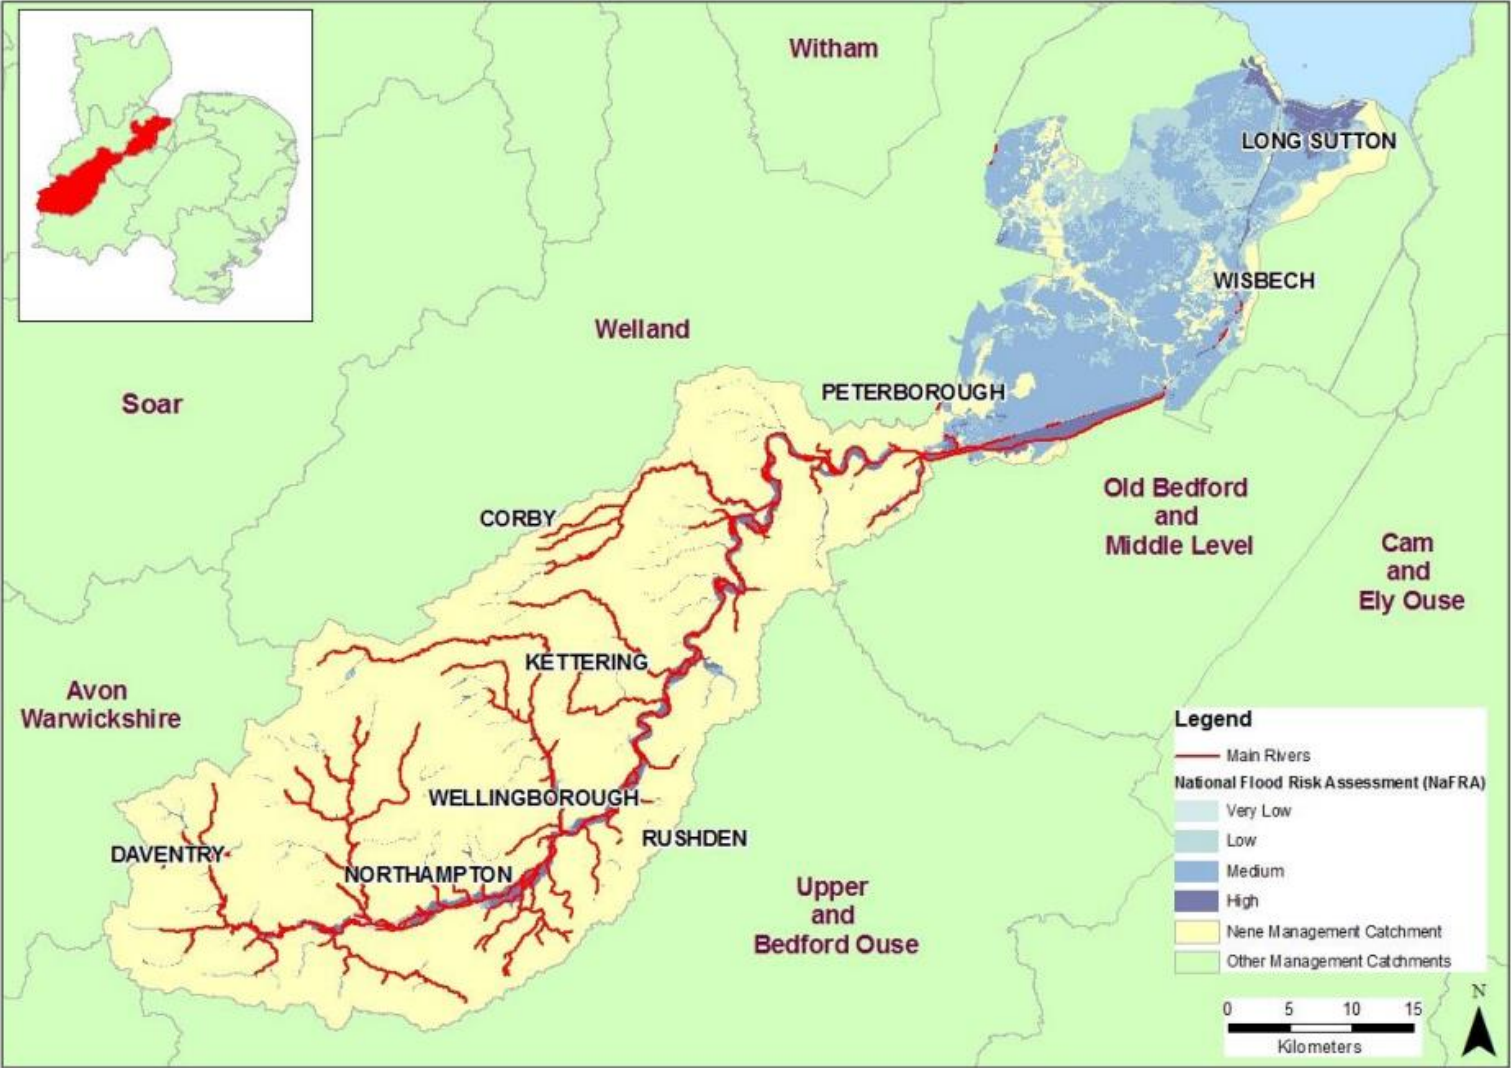 Witham
LONG SUTTON
WISBECH
Welland
PETERBOROUGH
Soar
Old Bedford
and
Middle Level
CORBY
Cam
and
Ely Ouse
KETTERING
Avon
Warwickshire
WELLINGBOROUGH
RUSHDEN
DAVENTRY
NORTHAMPTON
Upper
and
Bedford Ouse
Legend
Main Rivers
National Flood Risk Assessment (NaFRA)
Very Low
Low
Medium
High
Nene Management Catchment
Other Management Catchments
0 5 10 15
Kilometers
N